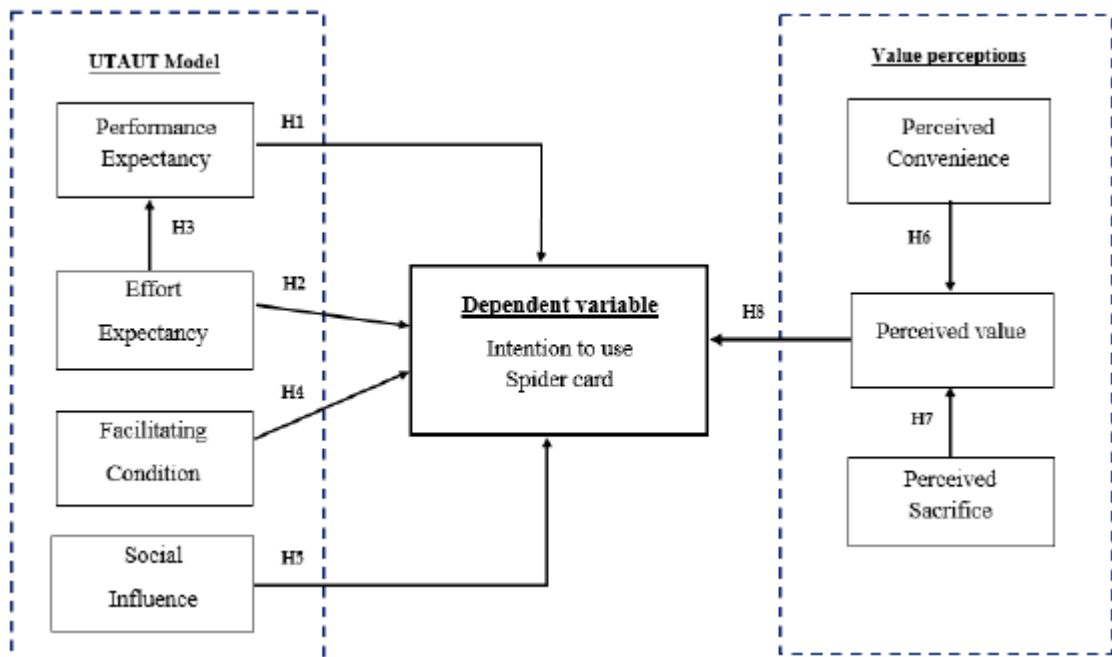 UTAUT Model
Performance
Expectancy
H1
H3
Effort
Expectancy
H2
Facilitating
Condition
H4
Social
Influence
H5
Dependent variable
Intention to use
Spider card
H8
Value perceptions
Perceived
Convenience
H6
Perceived value
H7
Perceived
Sacrifice